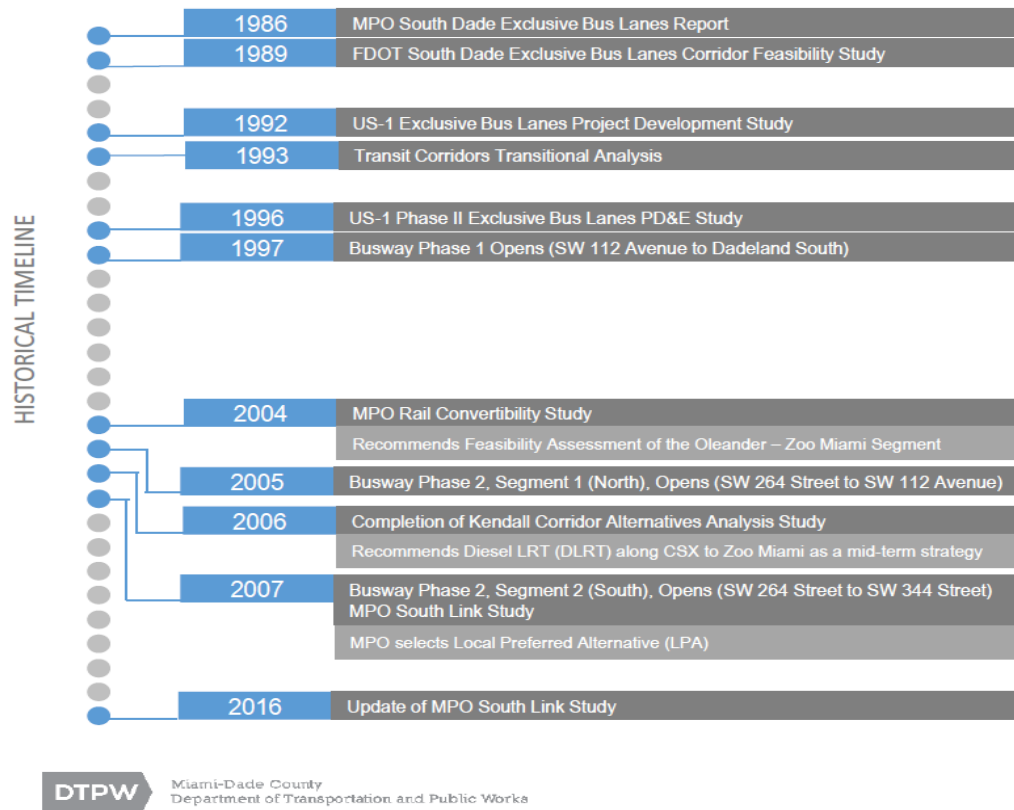 HISTORICAL TIMELINE
1986 MPO South Dade Exclusive Bus Lanes Report
1989 FDOT South Dade Exclusive Bus Lanes Corridor Feasibility Study
1992 US-1 Exclusive Bus Lanes Project Development Study
1993 Transit Corridors Transitional Analysis
1996 US-1 Phase II Exclusive Bus Lanes PD&E Study
1997 Busway Phase 1 Opens (SW 112 Avenue to Dadeland South)
2004 MPO Rail Convertibility Study
Recommends Feasibility Assessment of the Oleander – Zoo Miami Segment
2005 Busway Phase 2, Segment 1 (North), Opens (SW 264 Street to SW 112 Avenue)
2006 Completion of Kendall Corridor Alternatives Analysis Study
Recommends Diesel LRT (DLRT) along CSX to Zoo Miami as a mid-term strategy
2007 Busway Phase 2, Segment 2 (South), Opens (SW 264 Street to SW 344 Street)
MPO South Link Study
MPO selects Local Preferred Alternative (LPA)
2016 Update of MPO South Link Study
DTPW Miami-Dade County
Department of Transportation and Public Works